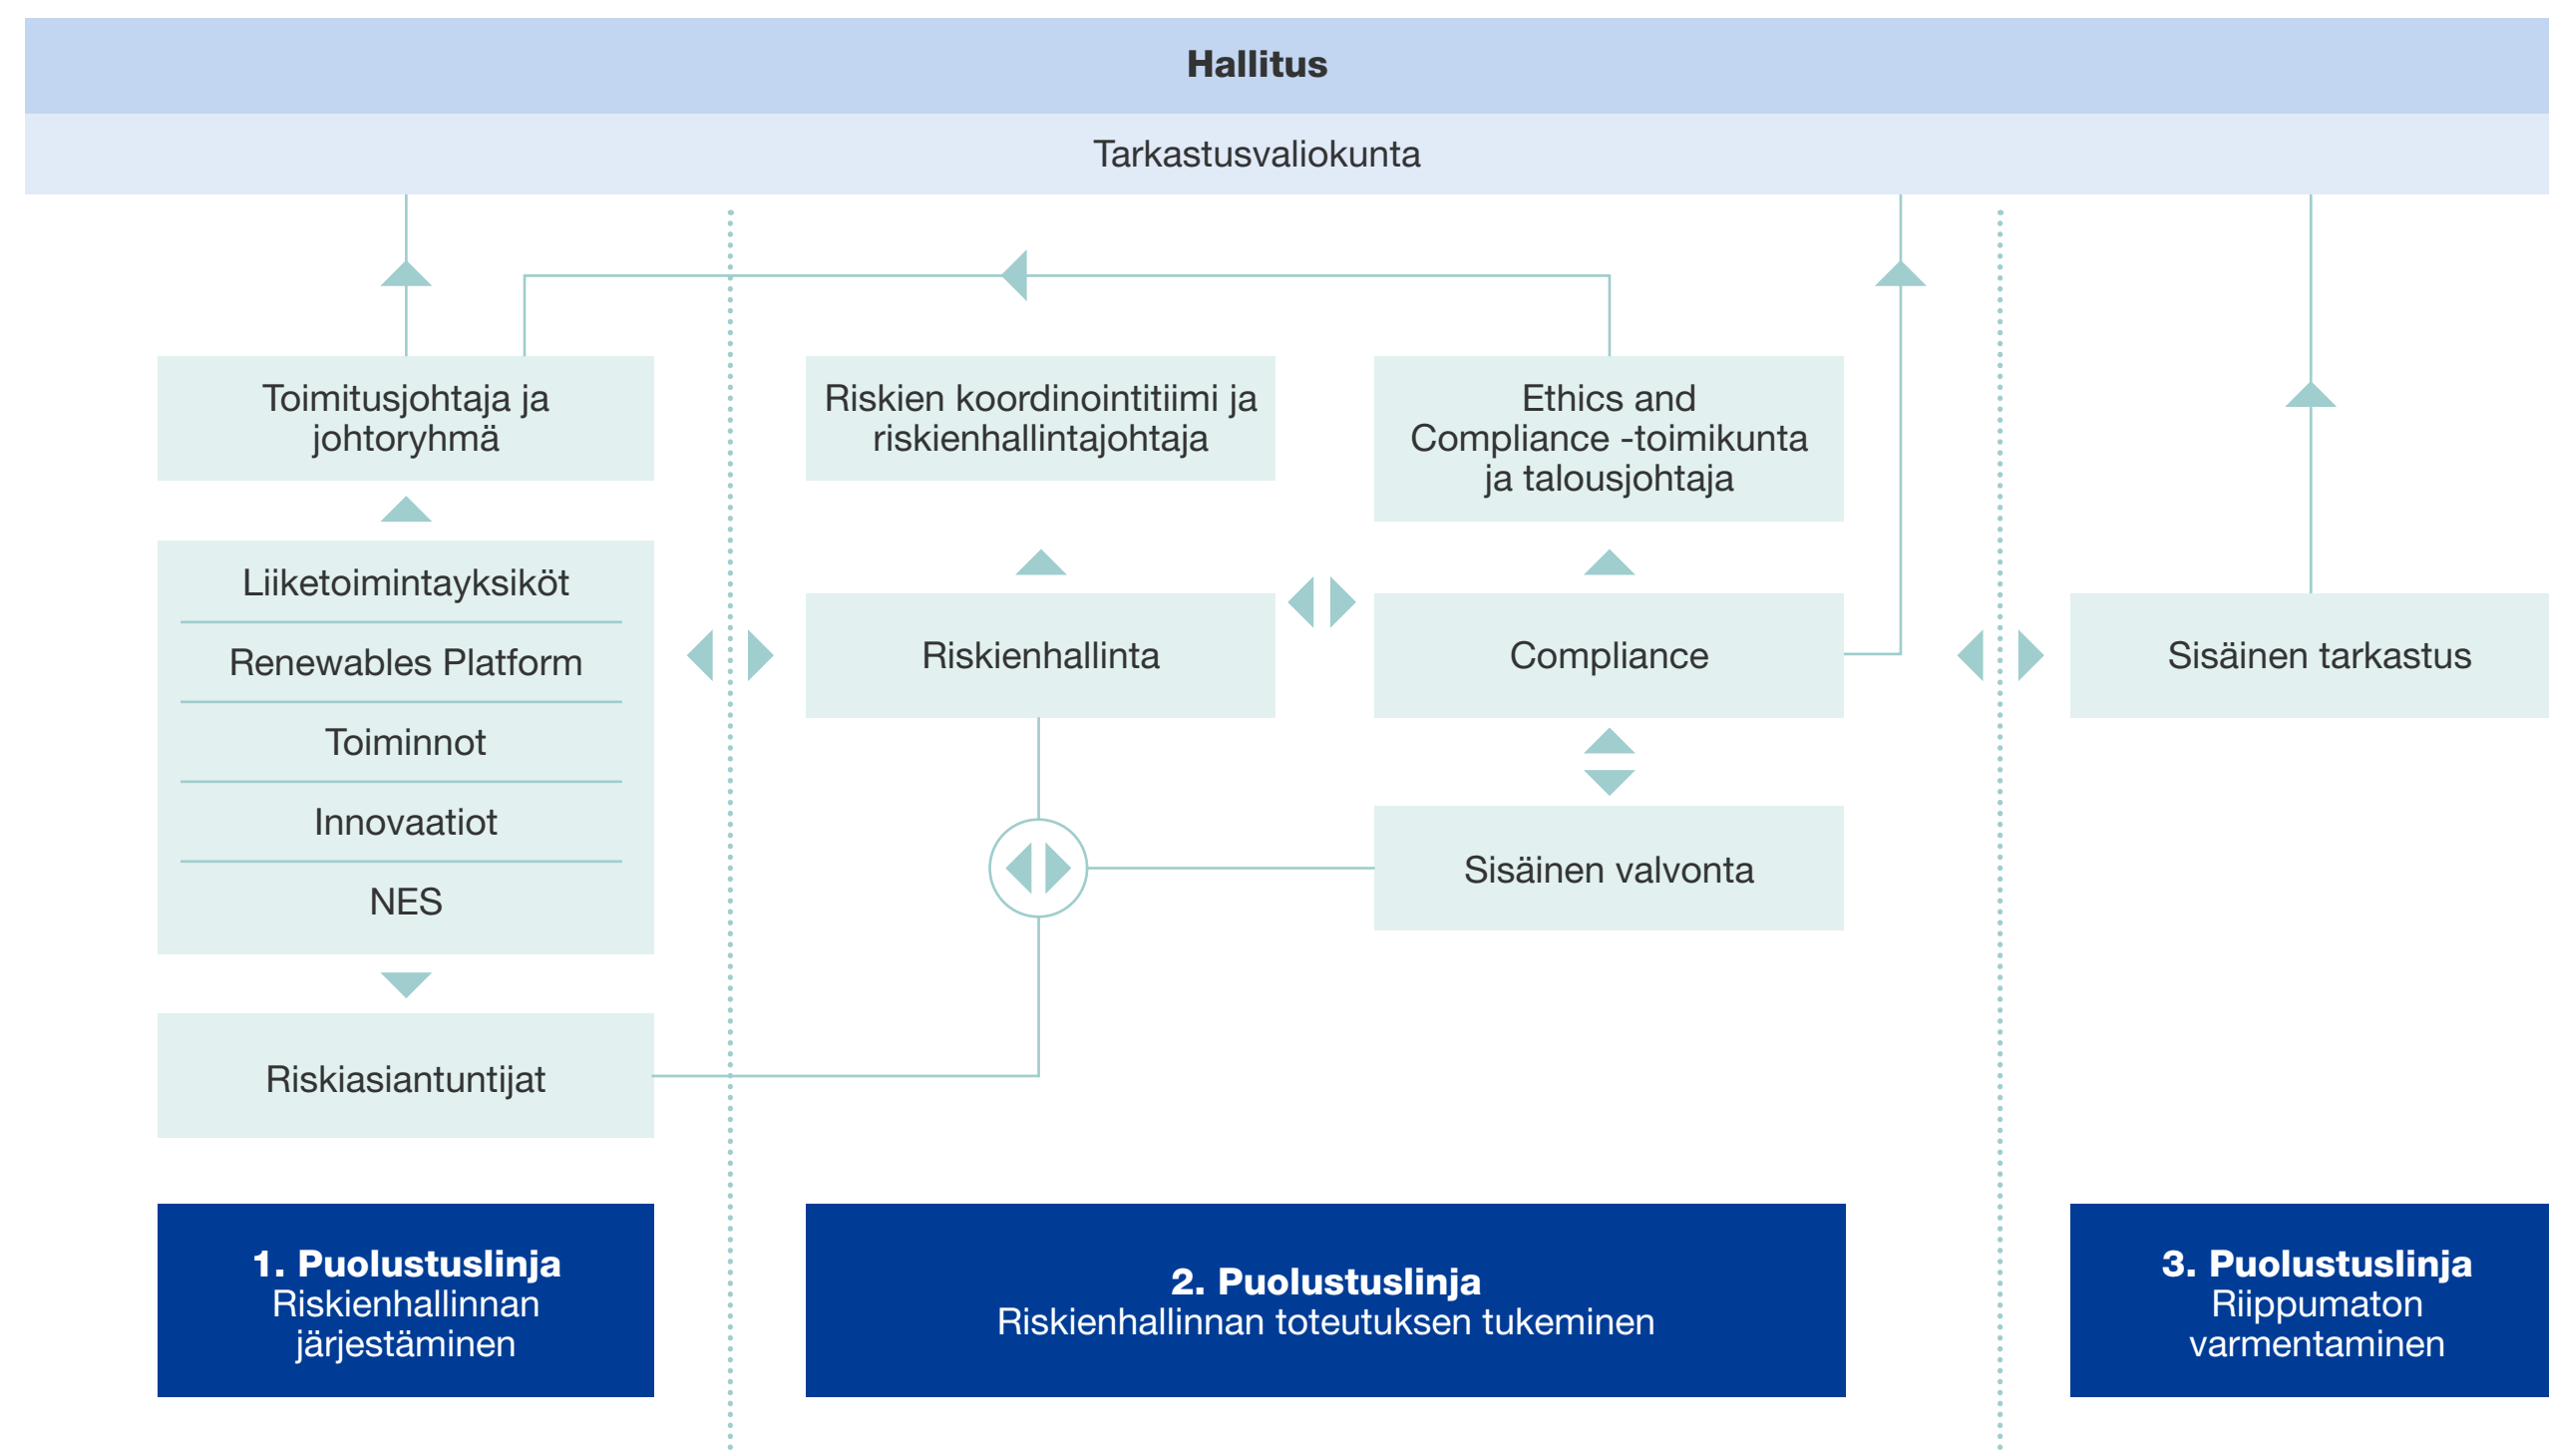 Hallitus
Tarkastusvaliokunta
Toimitusjohtaja ja
johtoryhmä
Riskien koordinointitiimi ja
riskienhallintajohtaja
Ethics and
Compliance -toimikunta
ja talousjohtaja
Liiketoimintayksiköt
Renewables Platform
Toiminnot
Innovaatiot
NES
Riskienhallinta
Compliance
Sisäinen tarkastus
Sisäinen valvonta
Riskiasiantuntijat
1. Puolustuslinja
Riskienhallinnan
järjestäminen
2. Puolustuslinja
Riskienhallinnan toteutuksen tukeminen
3. Puolustuslinja
Riippumaton
varmentaminen